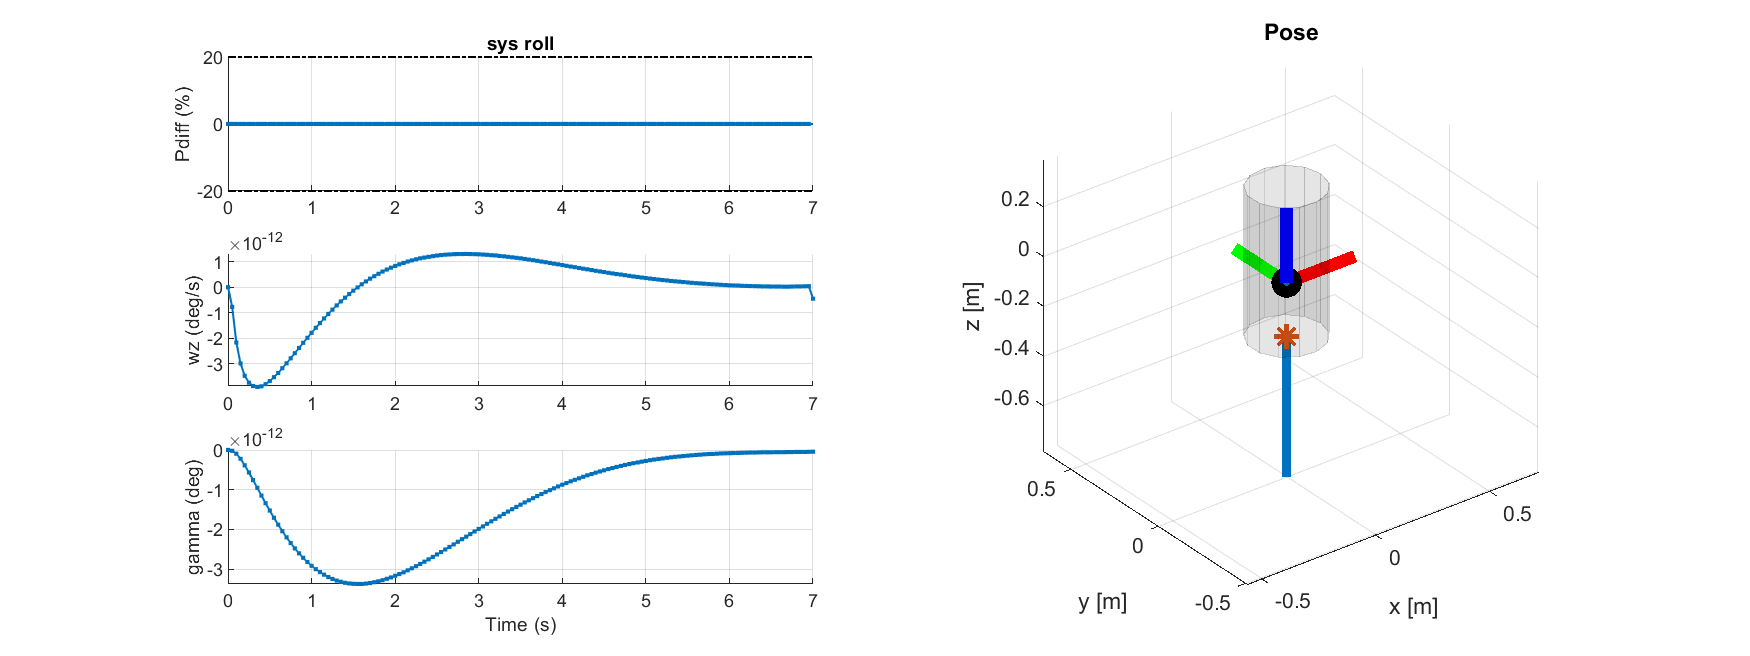 sys roll
20
0
-20
Pdiff (%)
0 1 2 3 4 5 6 7
×10-12
1
0
-1
-2
-3
wz (deg/s)
0 1 2 3 4 5 6 7
×10-12
0
-1
-2
-3
gamma (deg)
0 1 2 3 4 5 6 7
Time (s)
Pose
0.2
0
-0.2
-0.4
-0.6
z [m]
0.5
0
-0.5
y [m]
-0.5
0
0.5
x [m]